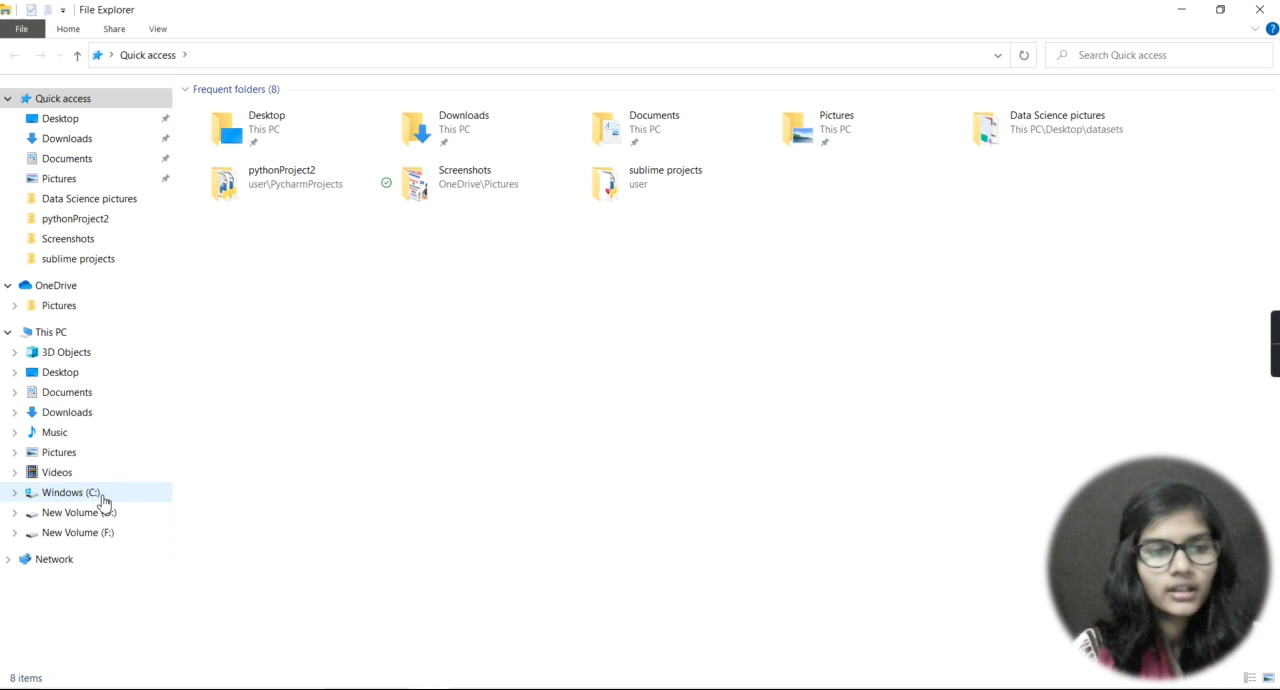 File Explorer
File Home Share View
Quick access
Search Quick access
Quick access
Desktop
Downloads
Documents
Pictures
Data Science pictures
pythonProject2
Screenshots
sublime projects
OneDrive
Pictures
This PC
3D Objects
Desktop
Documents
Downloads
Music
Pictures
Videos
Windows (C:)
New Volume
New Volume (F:)
Network
Frequent folders (8)
Desktop
This PC
Downloads
This PC
Documents
This PC
Pictures
This PC
Data Science pictures
This PC\Desktop\datasets
pythonProject2
user\PycharmProjects
Screenshots
OneDrive\Pictures
sublime projects
user
8 items